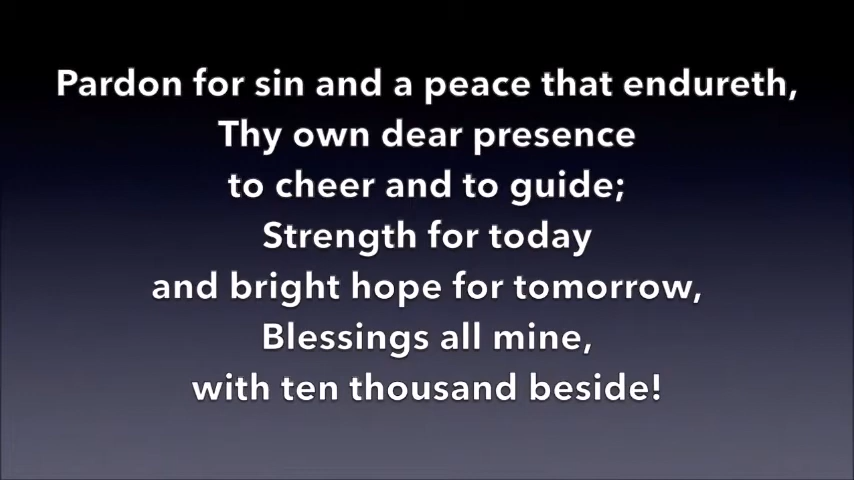 Pardon for sin and a peace that endureth,
Thy own dear presence
to cheer and to guide;
Strength for today
and bright hope for tomorrow,
Blessings all mine,
with ten thousand beside!